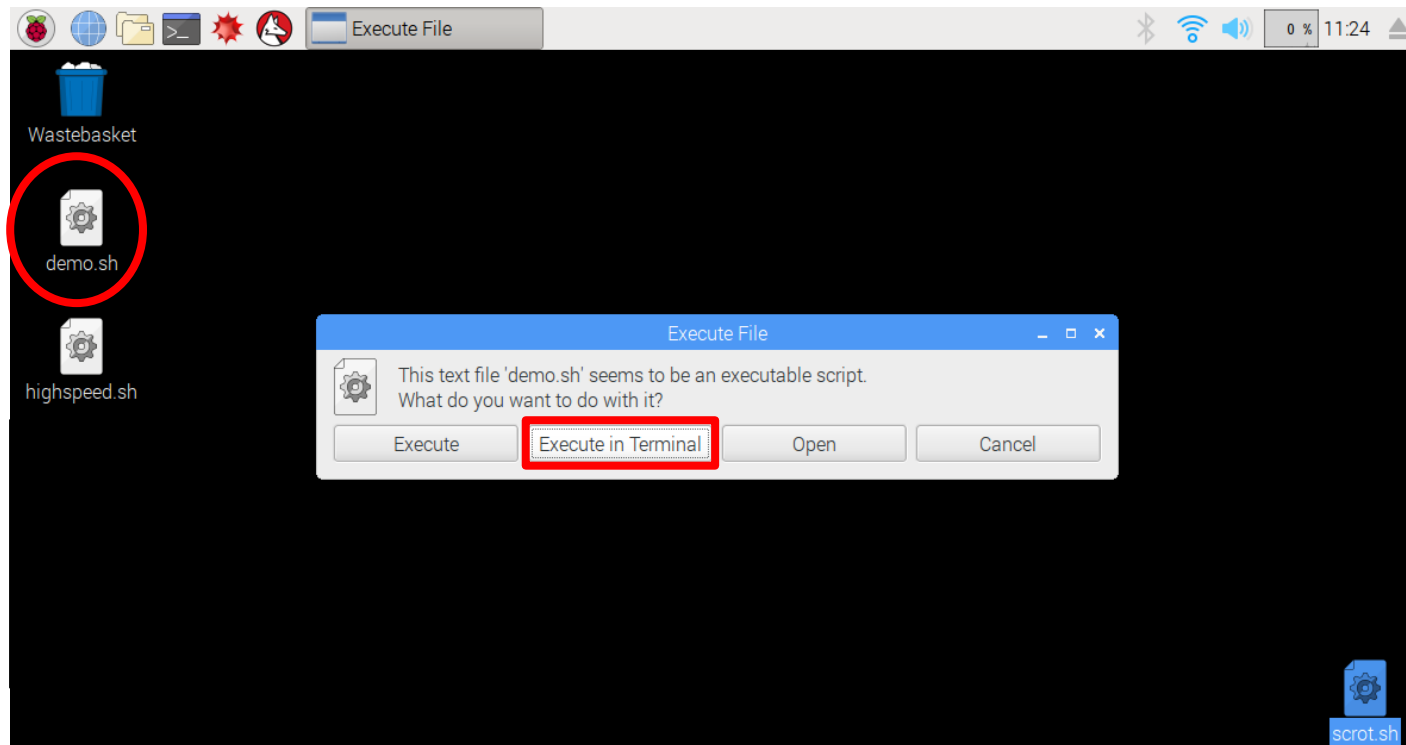 Execute File
0 % 11:24
Wastebasket
demo.sh
highspeed.sh
Execute File
This text file 'demo.sh' seems to be an executable script.
What do you want to do with it?
Execute Execute in Terminal Open Cancel
scrot.sh